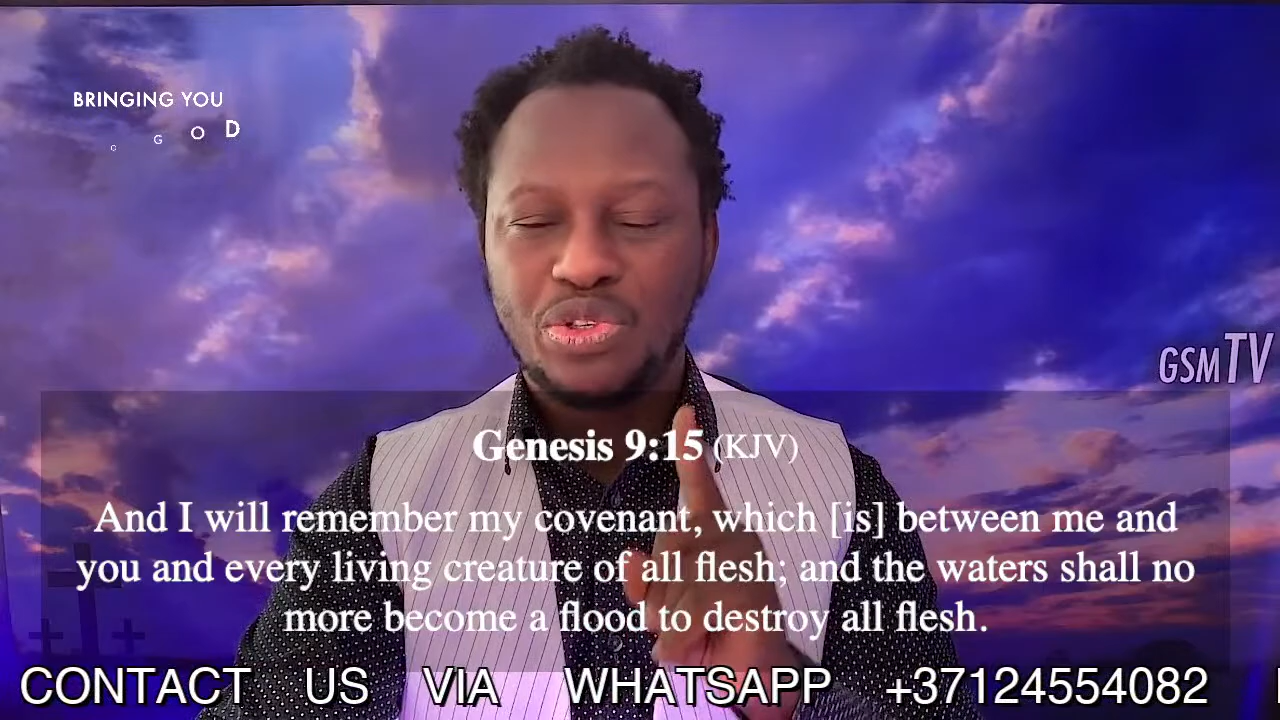 BRINGING YOU
G O D
GSMTV
Genesis 9:15 (KJV)
And I will remember my covenant, which [is] between me and
you and every living creature of all flesh; and the waters shall no
more become a flood to destroy all flesh.
CONTACT US VIA WHATSAPP +37124554082